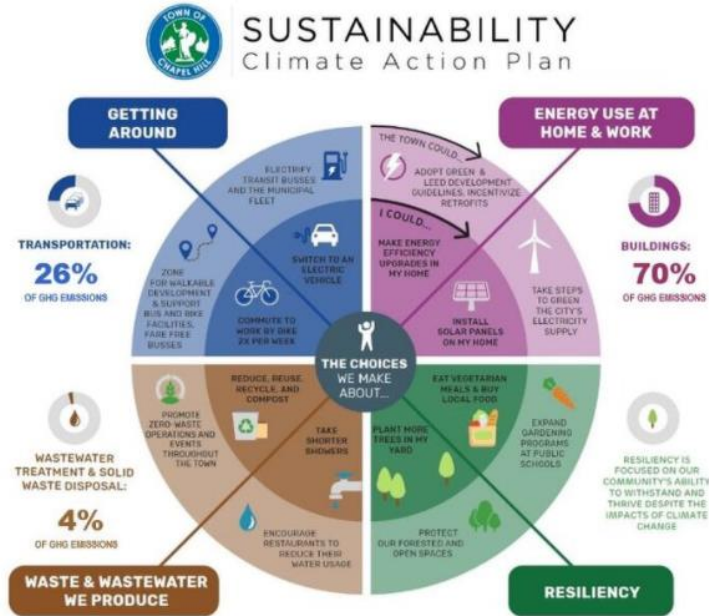 TOWN OF
CHAPEL HILL
SUSTAINABILITY
Climate Action Plan
GETTING
AROUND
ENERGY USE AT
HOME & WORK
TRANSPORTATION:
26%
OF GHG EMISSIONS
ELECTRIFY
TRANSIT BUSSES
AND THE MUNICIPAL
FLEET
ZONE
FOR WALKABLE
DEVELOPMENT
& SUPPORT
BUS AND BIKE
FACILITIES,
FARE FREE
BUSSES
SWITCH TO AN
ELECTRIC
VEHICLE
COMMUTE TO
WORK BY BIKE
2X PER WEEK
THE TOWN COULD...
ADOPT GREEN &
LEED DEVELOPMENT
GUIDELINES, INCENTIVIZE
RETROFITS
I COULD...
MAKE ENERGY
EFFICIENCY
UPGRADES IN
MY HOME
INSTALL
SOLAR PANELS
ON MY HOME
TAKE STEPS
TO GREEN
THE CITY'S
ELECTRICITY
SUPPLY
BUILDINGS:
70%
OF GHG EMISSIONS
THE CHOICES
WE MAKE
ABOUT...
WASTEWATER
TREATMENT & SOLID
WASTE DISPOSAL:
4%
OF GHG EMISSIONS
PROMOTE
ZERO-WASTE
OPERATIONS AND
EVENTS
THROUGHOUT
THE TOWN
REDUCE, REUSE,
RECYCLE, AND
COMPOST
TAKE
SHORTER
SHOWERS
ENCOURAGE
RESTAURANTS TO
REDUCE THEIR
WATER USAGE
EAT VEGETARIAN
MEALS & BUY
LOCAL FOOD
PLANT MORE
TREES IN MY
YARD
EXPAND
GARDENING
PROGRAMS
AT PUBLIC
SCHOOLS
PROTECT
OUR FORESTED AND
OPEN SPACES
RESILIENCY IS
FOCUSED ON OUR
COMMUNITY'S ABILITY
TO WITHSTAND AND
THRIVE DESPITE THE
IMPACTS OF CLIMATE
CHANGE
WASTE & WASTEWATER
WE PRODUCE
RESILIENCY